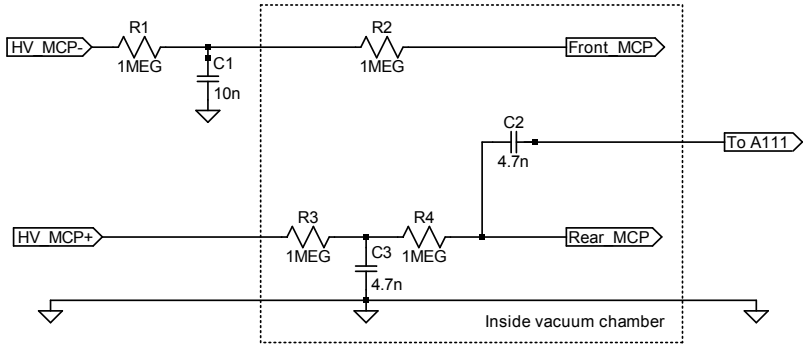 R1
R2
HV_MCP-
Front_MCP
1MEG
C1
1MEG
10n
C2
To A111
4.7n
R3
R4
HV_MCP+
Rear_MCP
1MEG
C3
1MEG
4.7n
Inside vacuum chamber